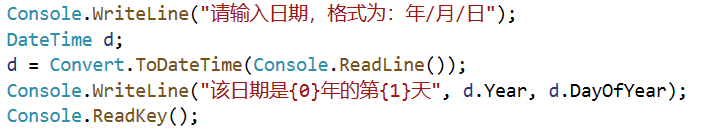 Console.WriteLine("请输入日期，格式为：年/月/日");
DateTime d;
d = Convert.ToDateTime(Console.ReadLine());
Console.WriteLine("该日期是{0}年的第{1}天", d.Year, d.DayOfYear);
Console.ReadKey();